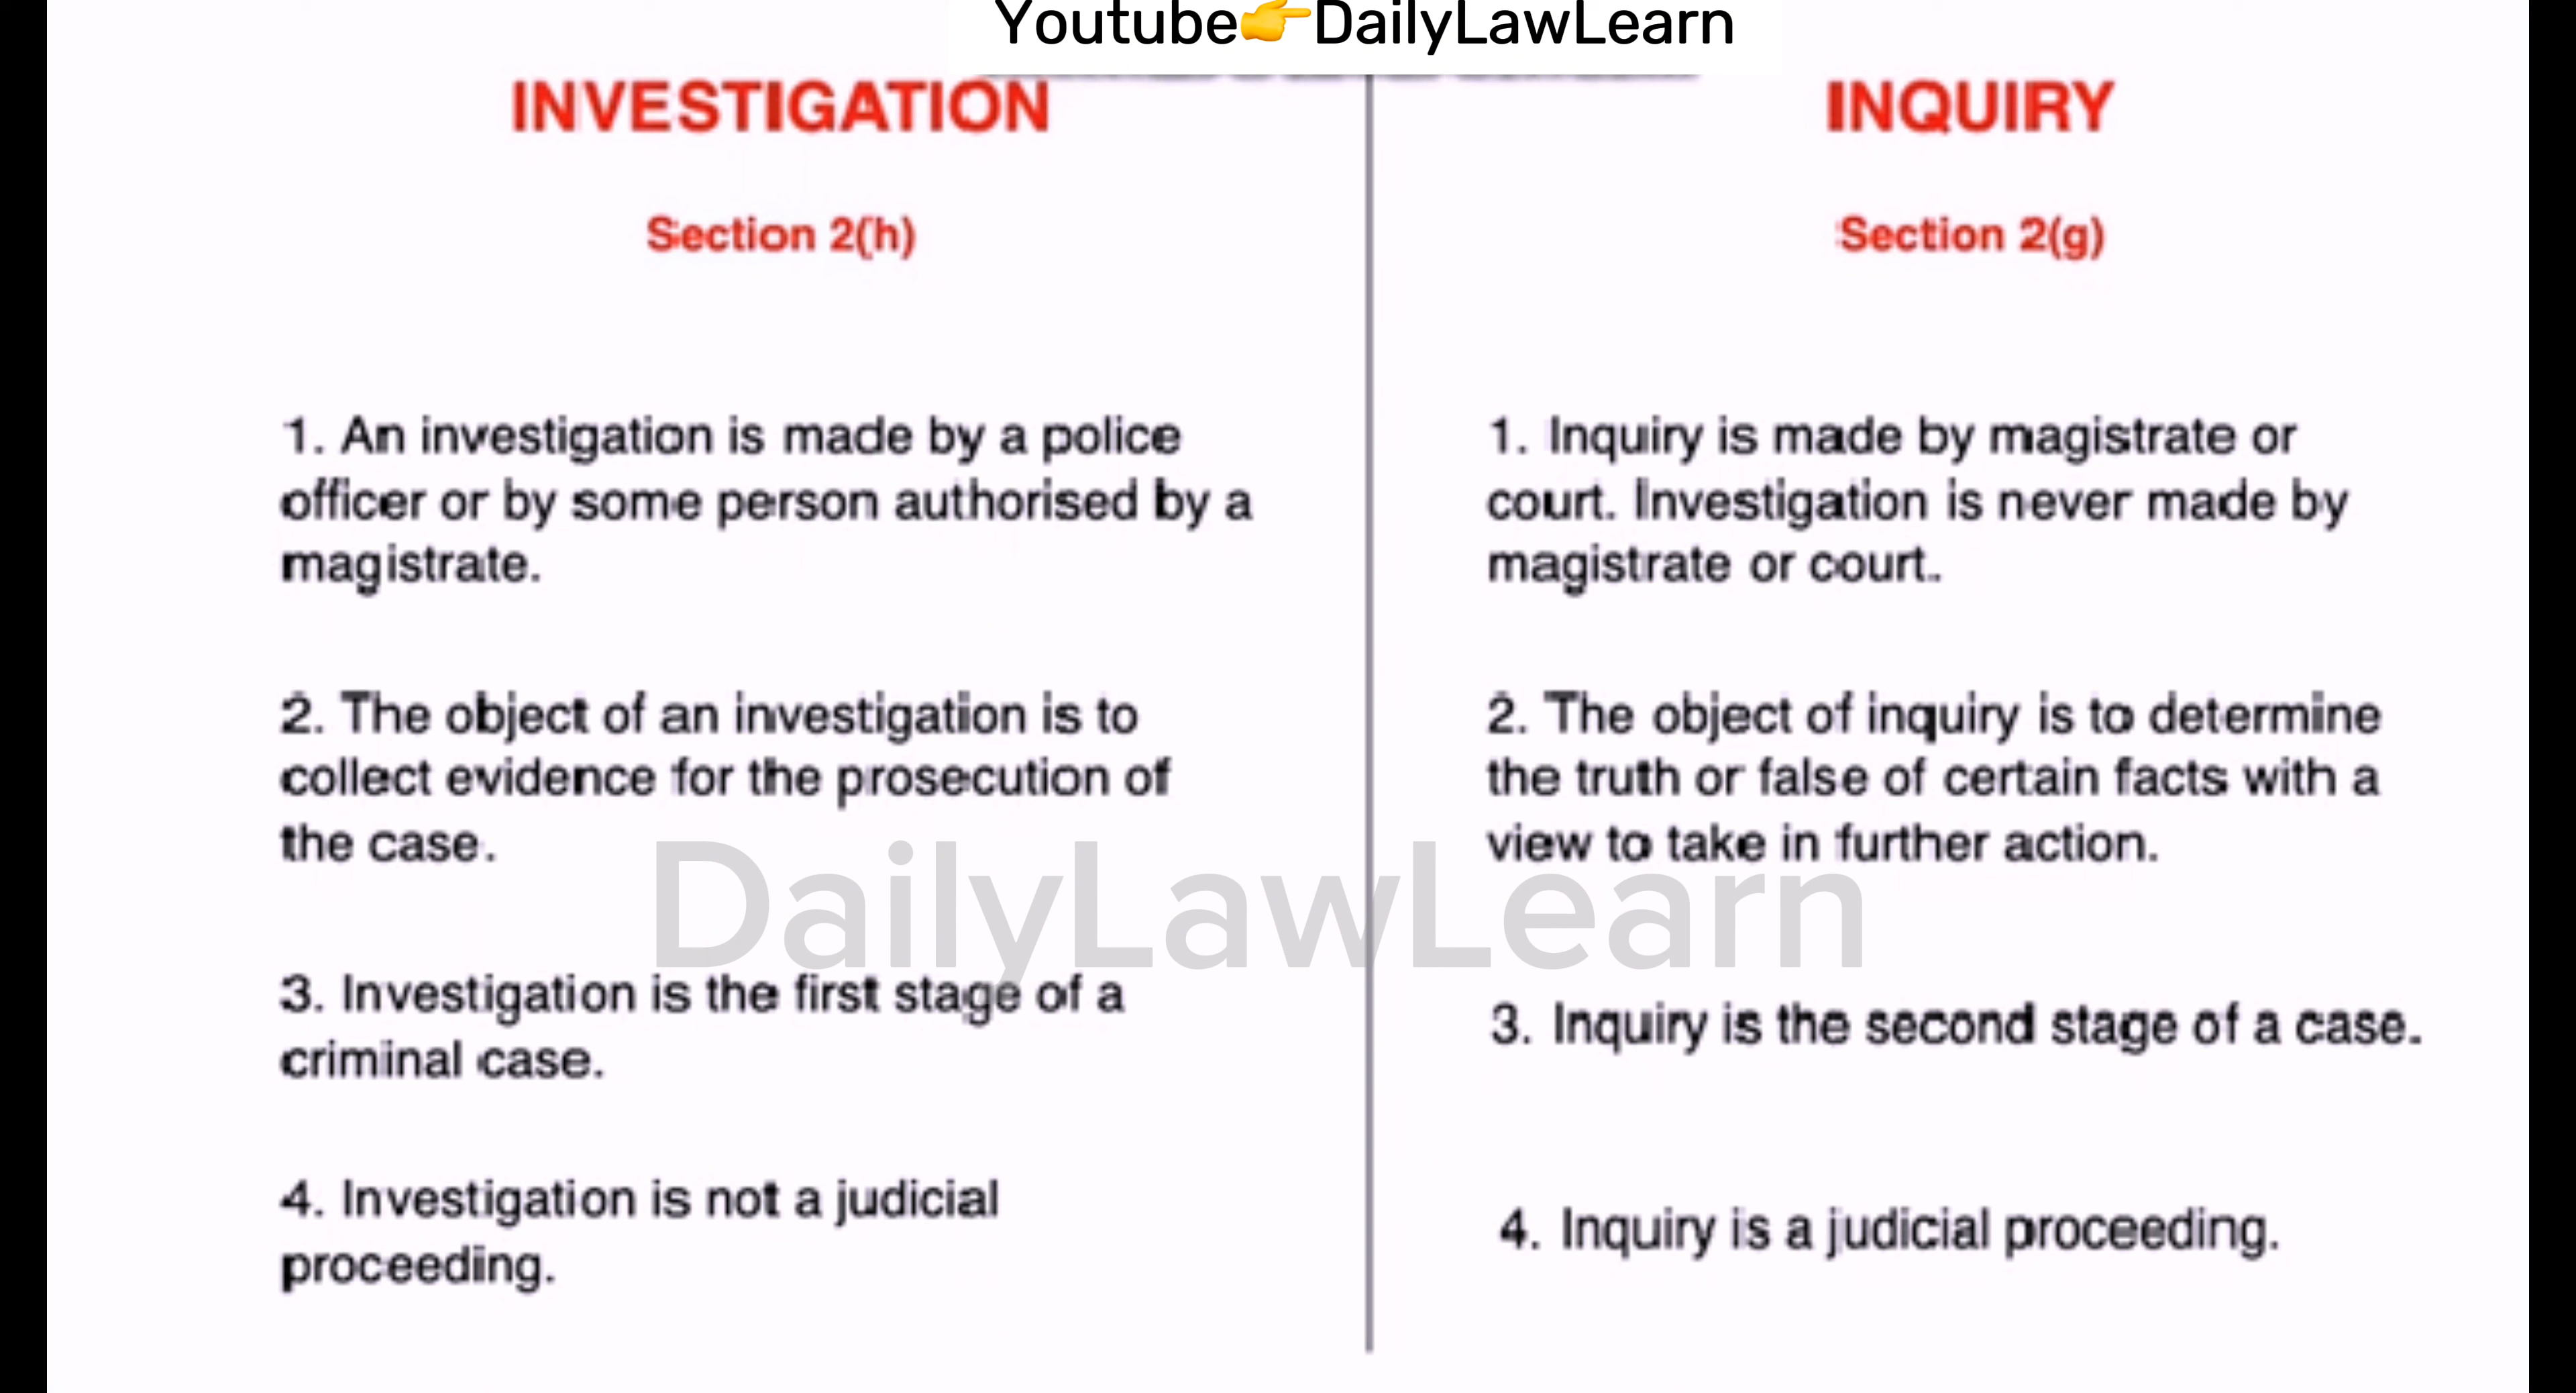 Youtube👉DailyLawLearn
INVESTIGATION
Section 2(h)
1. An investigation is made by a police
officer or by some person authorised by a
magistrate.
2. The object of an investigation is to
collect evidence for the prosecution of
the case.
3. Investigation is the first stage of a
criminal case.
4. Investigation is not a judicial
proceeding.
INQUIRY
Section 2(g)
1. Inquiry is made by magistrate or
court. Investigation is never made by
magistrate or court.
2. The object of inquiry is to determine
the truth or false of certain facts with a
view to take in further action.
3. Inquiry is the second stage of a case.
4. Inquiry is a judicial proceeding.
DailyLawLearn